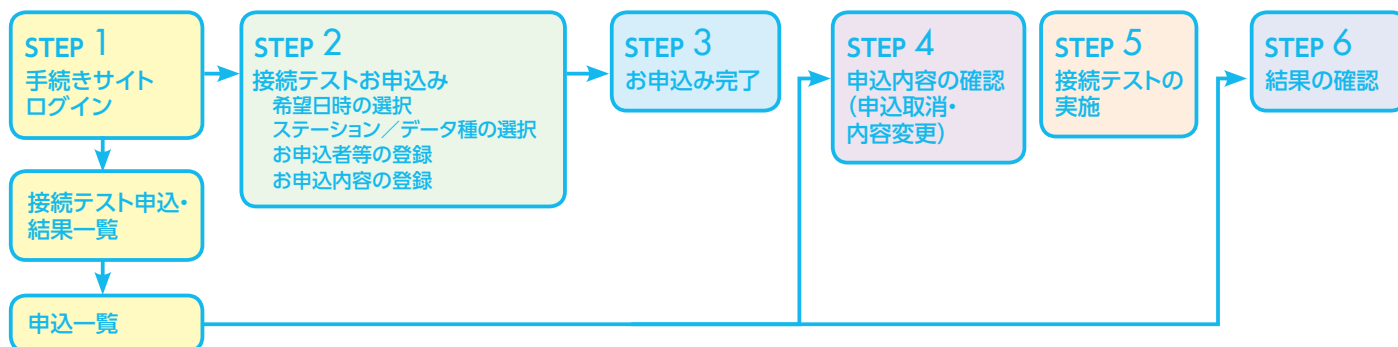 STEP 1
手続きサイト
ログイン
接続テスト申込・
結果一覧
申込一覧
STEP 2
接続テストお申込み
希望日時の選択
ステーション／データ種の選択
お申込者等の登録
お申込内容の登録
STEP 3
お申込み完了
STEP 4
申込内容の確認
（申込取消・
内容変更）
STEP 5
接続テストの
実施
STEP 6
結果の確認